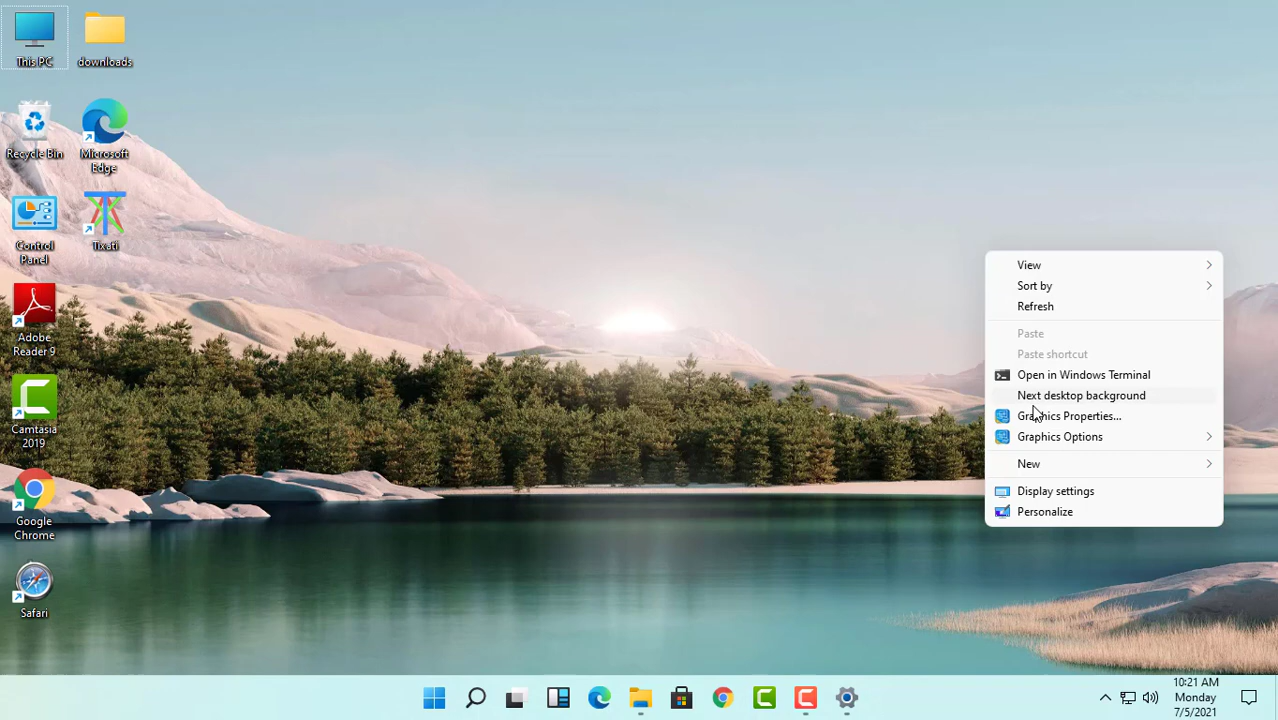 This PC
downloads
Recycle Bin
Microsoft
Edge
Control
Panel
Tixati
Adobe
Reader 9
Camtasia
2019
Google
Chrome
Safari
View
Sort by
Refresh
Paste
Paste shortcut
Open in Windows Terminal
Next desktop background
Graphics Properties...
Graphics Options
New
Display settings
Personalize
10:21 AM
Monday
7/5/2021